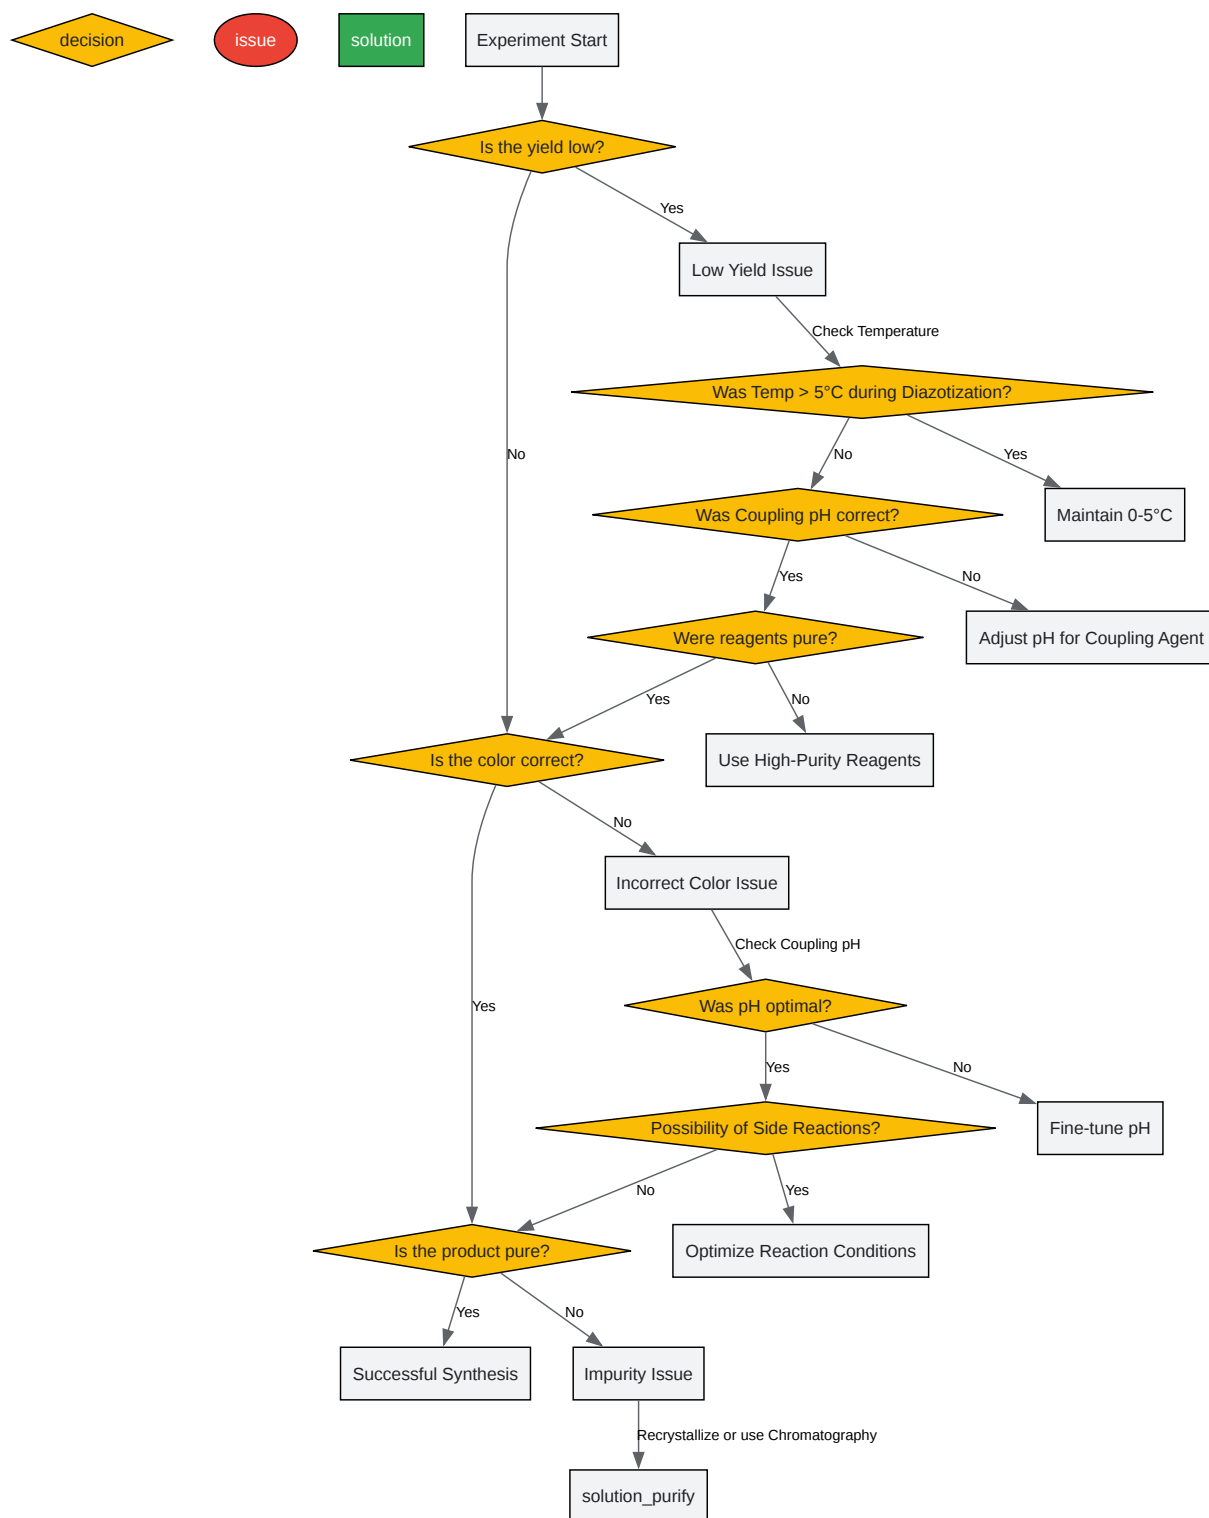 decision
issue
solution
Experiment Start
Is the yield low?
Yes
Low Yield Issue
Check Temperature
Was Temp > 5°C during Diazotization?
No
No
Yes
Was Coupling pH correct?
Maintain 0-5°C
Yes
No
Were reagents pure?
Adjust pH for Coupling Agent
Yes
No
Is the color correct?
Use High-Purity Reagents
No
Incorrect Color Issue
Check Coupling pH
Yes
Was pH optimal?
Yes
No
Possibility of Side Reactions?
Fine-tune pH
No
Yes
Is the product pure?
Optimize Reaction Conditions
Yes
No
Successful Synthesis
Impurity Issue
Recrystallize or use Chromatography
solution_purify